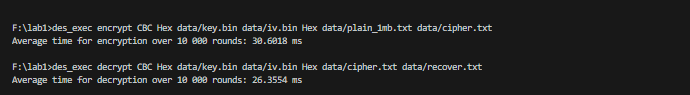 F:\lab1>des_exec encrypt CBC Hex data/key.bin data/iv.bin Hex data/plain_1mb.txt data/cipher.txt
Average time for encryption over 10 000 rounds: 30.6018 ms
F:\lab1>des_exec decrypt CBC Hex data/key.bin data/iv.bin Hex data/cipher.txt data/recover.txt
Average time for decryption over 10 000 rounds: 26.3554 ms